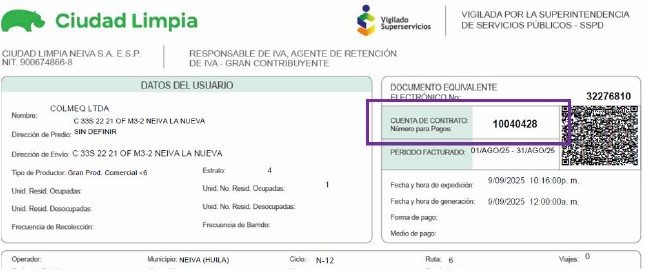 Ciudad Limpia
Vigilado
Superservicios
VIGILADA POR LA SUPERINTENDENCIA
DE SERVICIOS PÚBLICOS - SSPD
CIUDAD LIMPIA NEIVA S.A. E.S.P.
NIT. 900674866-8
RESPONSABLE DE IVA, AGENTE DE RETENCIÓN
DE IVA - GRAN CONTRIBUYENTE
DATOS DEL USUARIO
Nombre: COLMEQ LTDA
C 33S 22 21 OF M3-2 NEIVA LA NUEVA
Dirección de Predio: SIN DEFINIR
Dirección de Envío: C 33S 22 21 OF M3-2 NEIVA LA NUEVA
Tipo de Productor: Gran Prod. Comercial <6 Estrato: 4
Unid. Resid. Ocupadas: Unid. No. Resid. Ocupadas: 1
Unid. Resid. Desocupadas: Unid. No. Resid. Desocupadas:
Frecuencia de Recolección: Frecuencia de Barrido:
DOCUMENTO EQUIVALENTE
ELECTRÓNICO No: 32276810
CUENTA DE CONTRATO:
Número para Pagos: 10040428
PERIODO FACTURADO: 01/AGO/25 - 31/AGO/25
Fecha y hora de expedición: 9/09/2025 10:16:00p. m.
Fecha y hora de generación: 9/09/2025 12:00:00a. m.
Forma de pago:
Medio de pago:
Operador: Municipio: NEIVA (HUILA) Ciclo: N-12 Ruta: 6 Viajes: 0